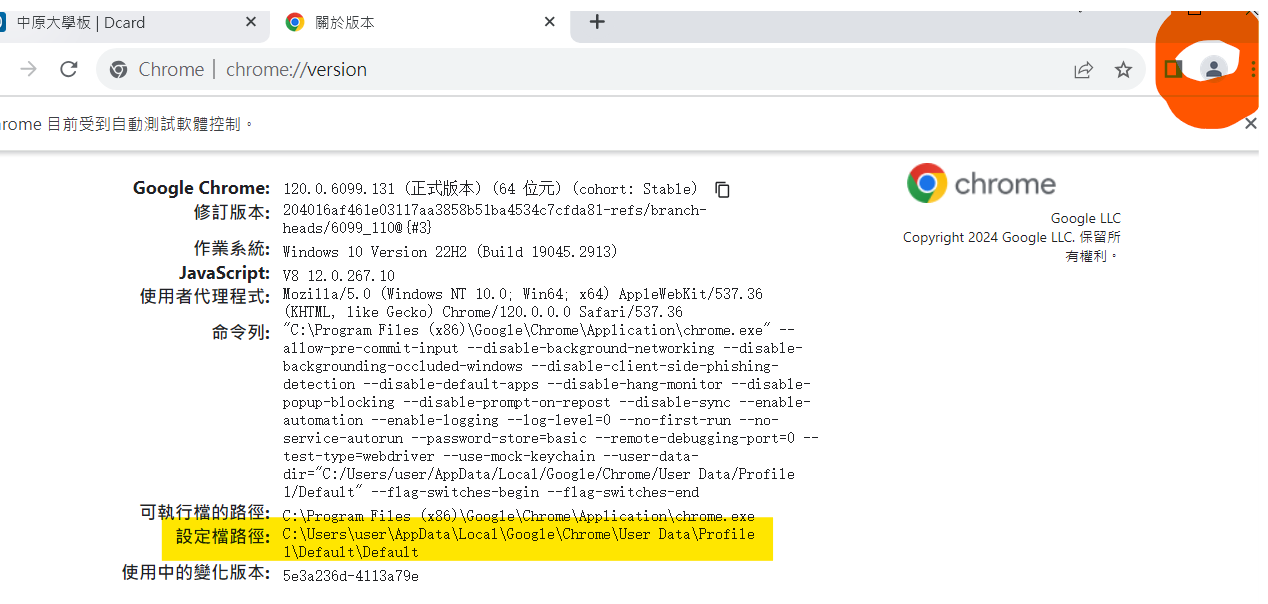 中原大學板 | Dcard
關於版本
Chrome | chrome://version
rome 目前受到自動測試軟體控制。
chrome
Google LLC
Copyright 2024 Google LLC. 保留所
有權利。
Google Chrome: 120.0.6099.131 (正式版本) (64 位元) (cohort: Stable)
修訂版本: 204016af461e03117aa3858b51ba4534c7cfda81-refs/branch-
heads/6099_110@{#3}
作業系統: Windows 10 Version 22H2 (Build 19045.2913)
JavaScript: V8 12.0.267.10
使用者代理程式: Mozilla/5.0 (Windows NT 10.0; Win64; x64) AppleWebKit/537.36
(KHTML, like Gecko) Chrome/120.0.0.0 Safari/537.36
命令列: "C:\Program Files (x86)\Google\Chrome\Application\chrome.exe" --
allow-pre-commit-input --disable-background-networking --disable-
backgrounding-occluded-windows --disable-client-side-phishing-
detection --disable-default-apps --disable-hang-monitor --disable-
popup-blocking --disable-prompt-on-repost --disable-sync --enable-
automation --enable-logging --log-level=0 --no-first-run --no-
service-autorun --password-store=basic --remote-debugging-port=0 --
test-type=webdriver --use-mock-keychain --user-data-
dir="C:/Users/user/AppData/Local/Google/Chrome/User Data/Profile
1/Default" --flag-switches-begin --flag-switches-end
可執行檔的路徑: C:\Program Files (x86)\Google\Chrome\Application\chrome.exe
設定檔路徑: C:\Users\user\AppData\Local\Google\Chrome\User Data\Profile
1\Default\Default
使用中的變化版本: 5e3a236d-4113a79e